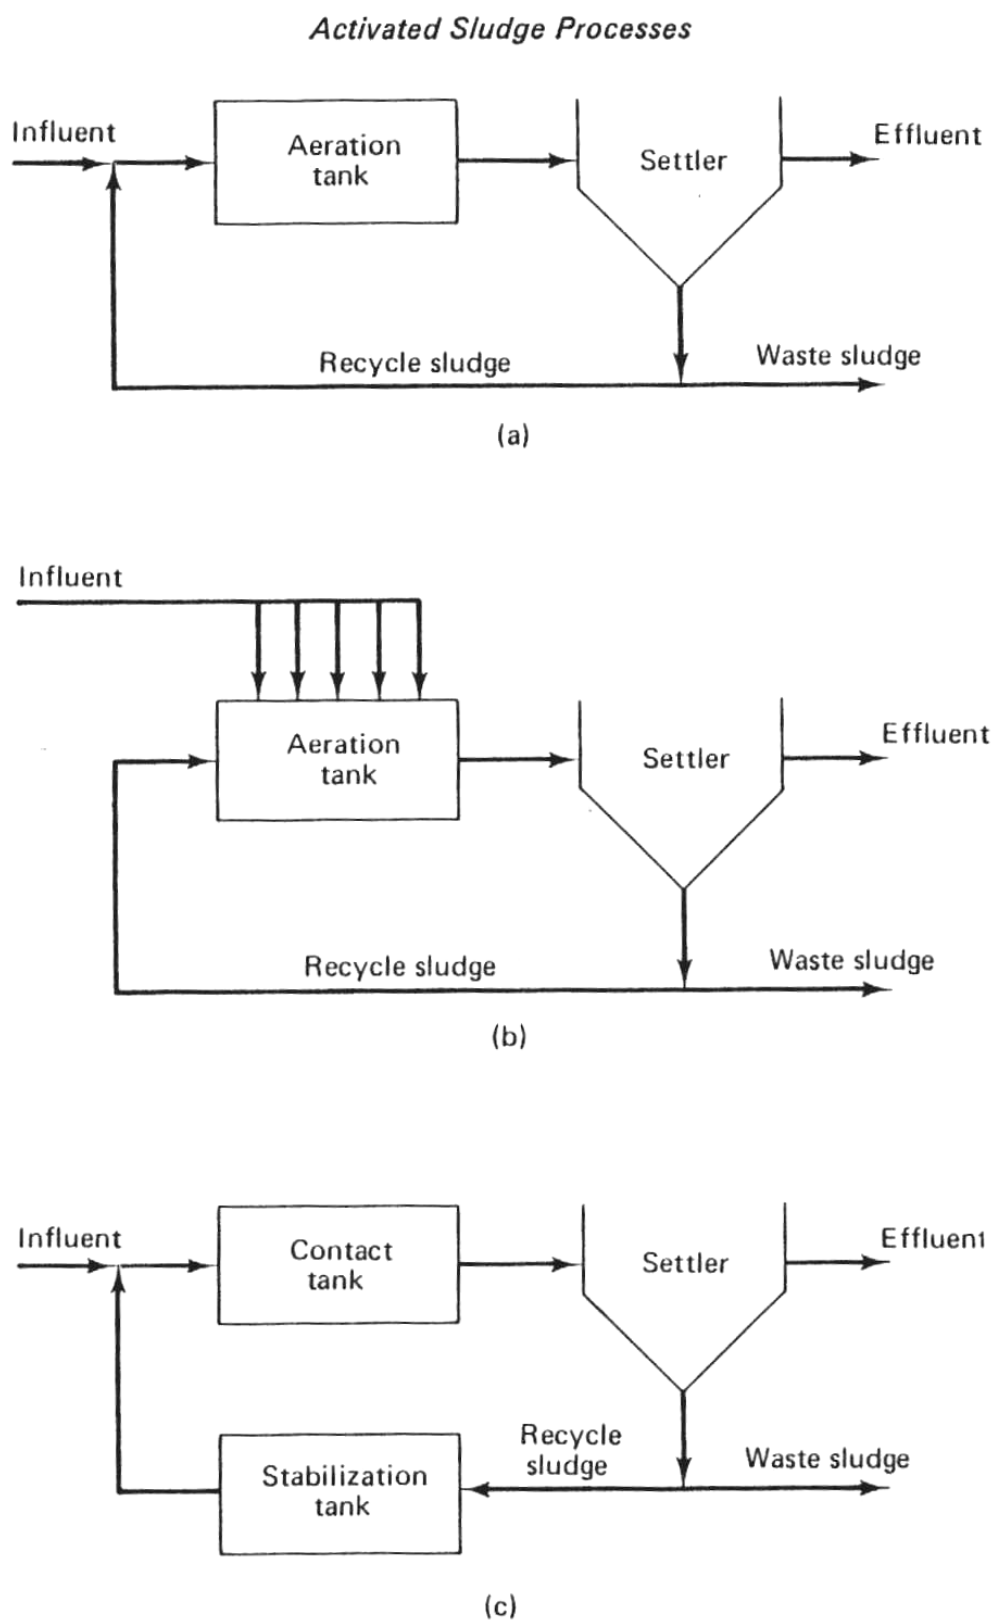 Activated Sludge Processes
Influent
Aeration
tank
Settler
Effluent
Recycle sludge
Waste sludge
(a)
Influent
Aeration
tank
Settler
Effluent
Recycle sludge
Waste sludge
(b)
Influent
Contact
tank
Settler
Effluent
Recycle
sludge
Waste sludge
Stabilization
tank
(c)